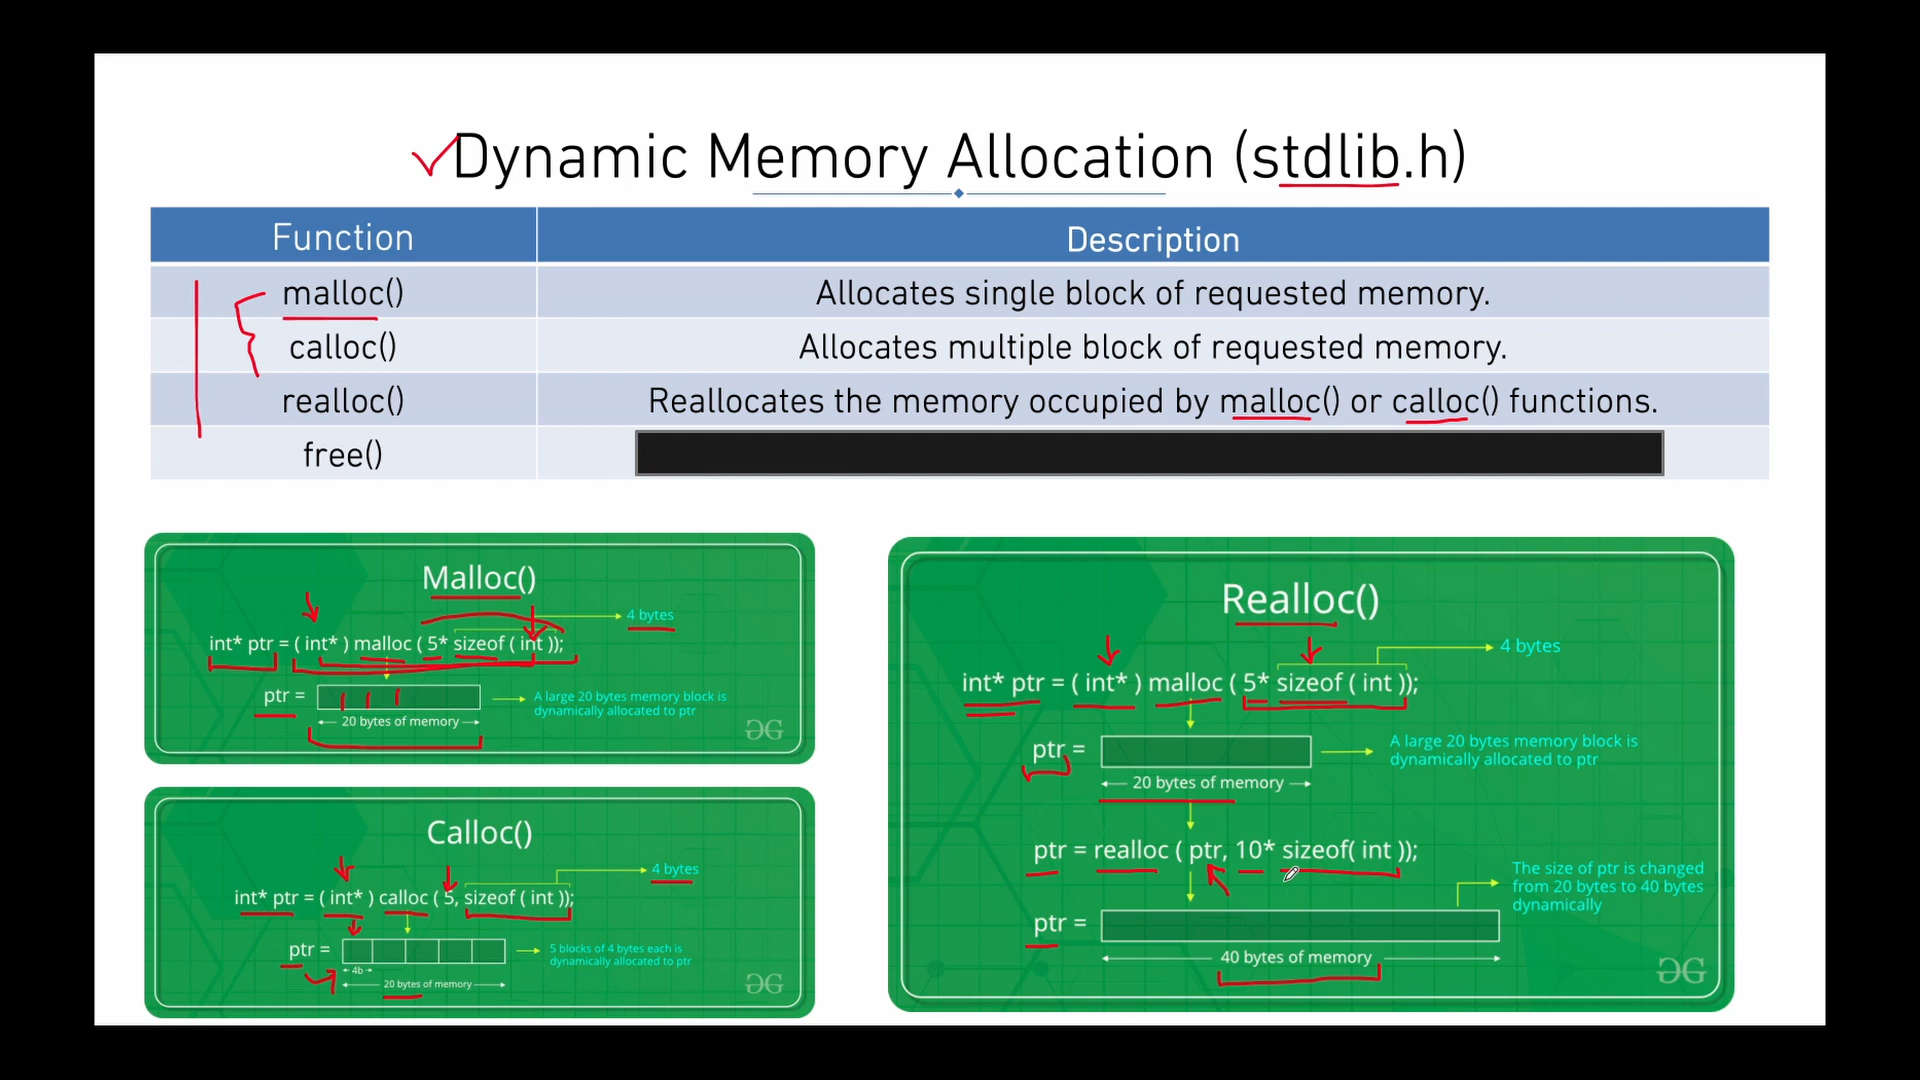 Dynamic Memory Allocation (stdlib.h)
Function
Description
malloc()
Allocates single block of requested memory.
calloc()
Allocates multiple block of requested memory.
realloc()
Reallocates the memory occupied by malloc() or calloc() functions.
free()
Malloc()
4 bytes
int* ptr = ( int* ) malloc ( 5* sizeof ( int ));
ptr =
A large 20 bytes memory block is
dynamically allocated to ptr
20 bytes of memory
Calloc()
4 bytes
int* ptr = ( int* ) calloc ( 5, sizeof ( int ));
ptr =
5 blocks of 4 bytes each is
dynamically allocated to ptr
4b
20 bytes of memory
Realloc()
4 bytes
int* ptr = ( int* ) malloc ( 5* sizeof ( int ));
ptr =
A large 20 bytes memory block is
dynamically allocated to ptr
20 bytes of memory
ptr = realloc ( ptr, 10* sizeof( int ));
The size of ptr is changed
from 20 bytes to 40 bytes
dynamically
ptr =
40 bytes of memory